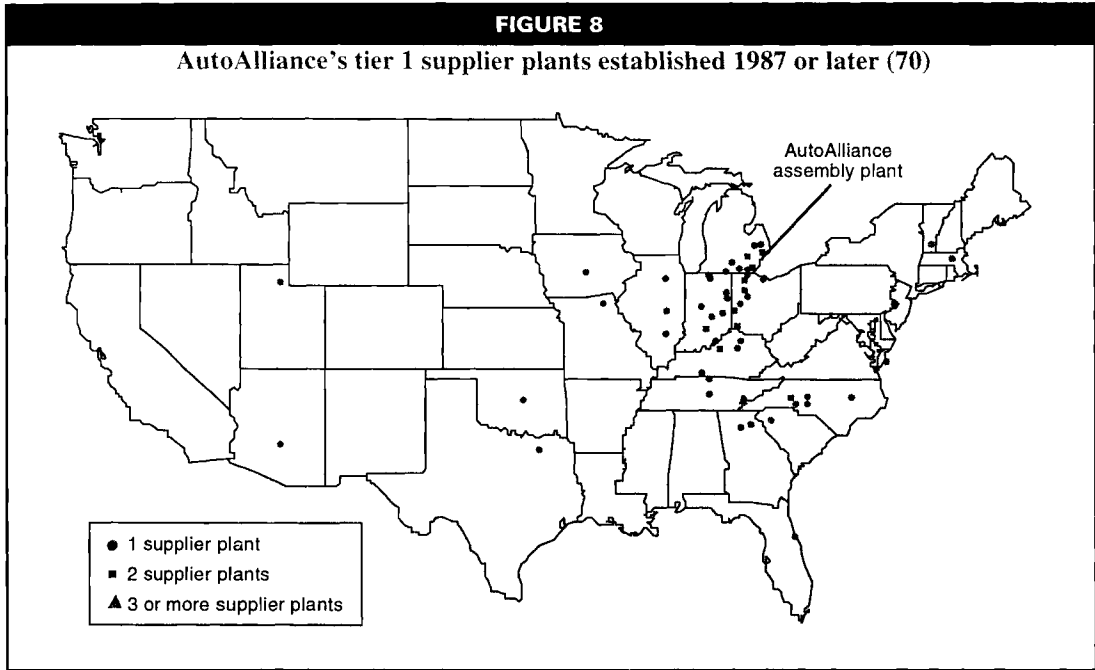 FIGURE 8
AutoAlliance's tier 1 supplier plants established 1987 or later (70)
AutoAlliance
assembly plant
1 supplier plant
2 supplier plants
3 or more supplier plants